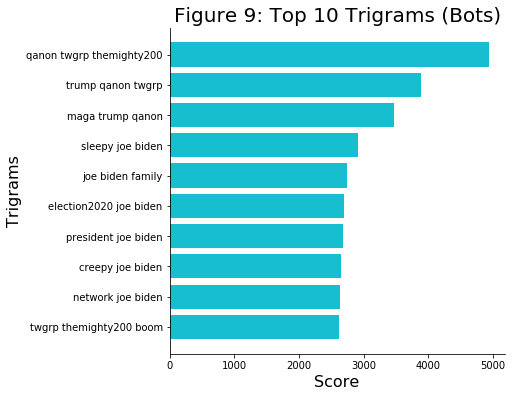 Figure 9: Top 10 Trigrams (Bots)
Trigrams
qanon twgrp themighty200
trump qanon twgrp
maga trump qanon
sleepy joe biden
joe biden family
election2020 joe biden
president joe biden
creepy joe biden
network joe biden
twgrp themighty200 boom
0 1000 2000 3000 4000 5000
Score